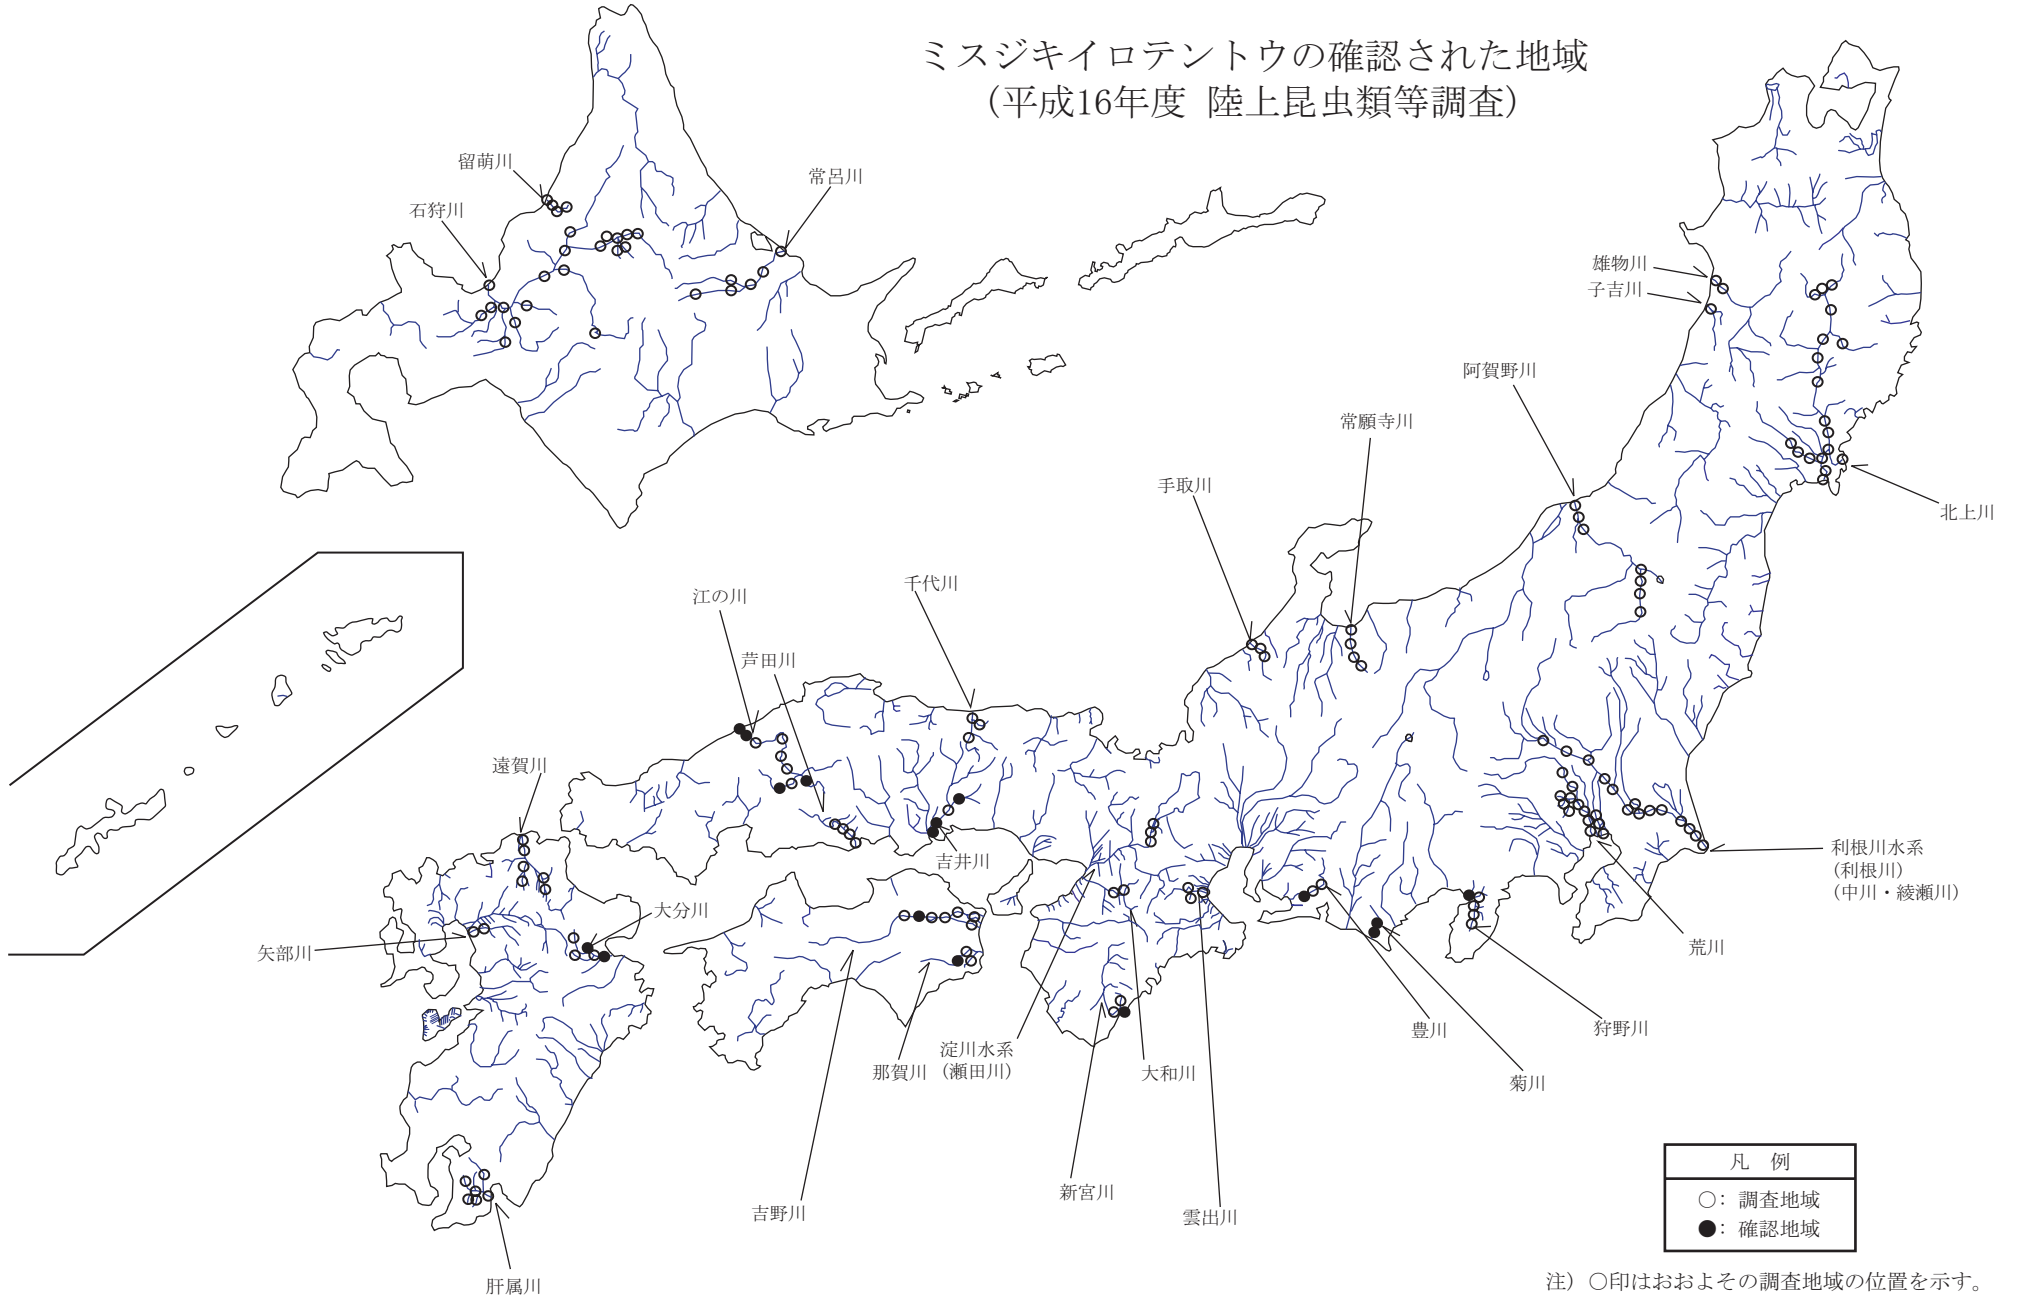 ミスジキイロテントウの確認された地域
(平成16年度 陸上昆虫類等調査)
留萌川
常呂川
石狩川
雄物川
子吉川
阿賀野川
常願寺川
手取川
北上川
千代川
江の川
芦田川
遠賀川
吉井川
利根川水系
(利根川)
(中川・綾瀬川)
大分川
矢部川
荒川
狩野川
豊川
淀川水系
(瀬田川)
那賀川
大和川
菊川
新宮川
吉野川
雲出川
肝属川
凡 例
○: 調査地域
●: 確認地域
注) ○印はおおよその調査地域の位置を示す。